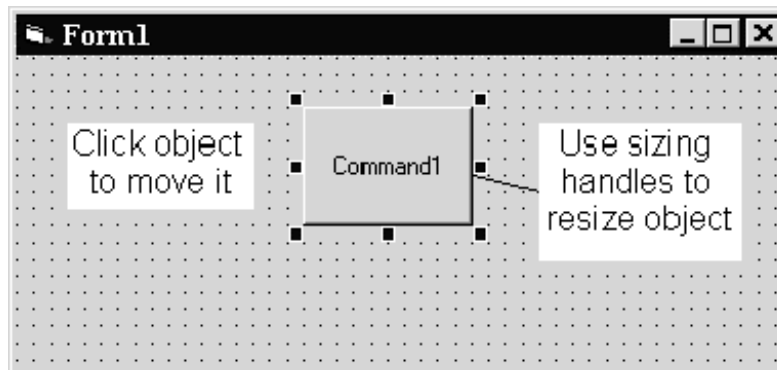 Form1
Click object
to move it
Command1
Use sizing
handles to
resize object